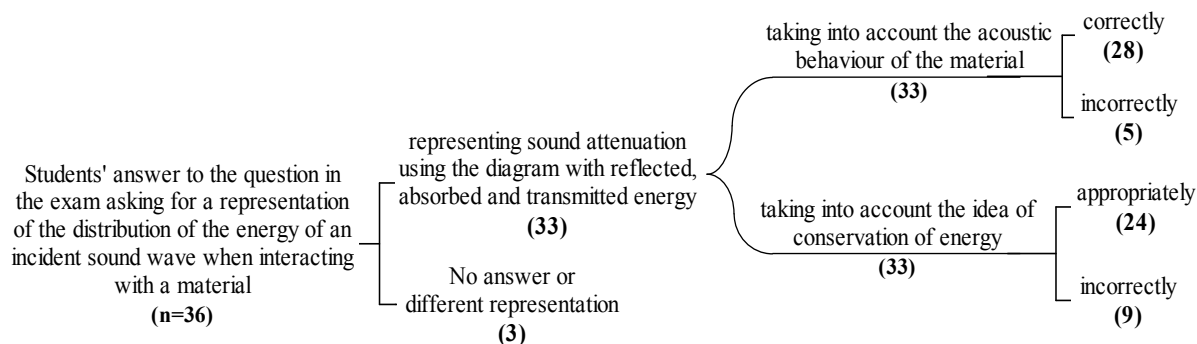 Students' answer to the question in
the exam asking for a representation
of the distribution of the energy of an
incident sound wave when interacting
with a material
(n=36)
representing sound attenuation
using the diagram with reflected,
absorbed and transmitted energy
(33)
No answer or
different representation
(3)
taking into account the acoustic
behaviour of the material
(33)
correctly
(28)
incorrectly
(5)
taking into account the idea of
conservation of energy
(33)
appropriately
(24)
incorrectly
(9)